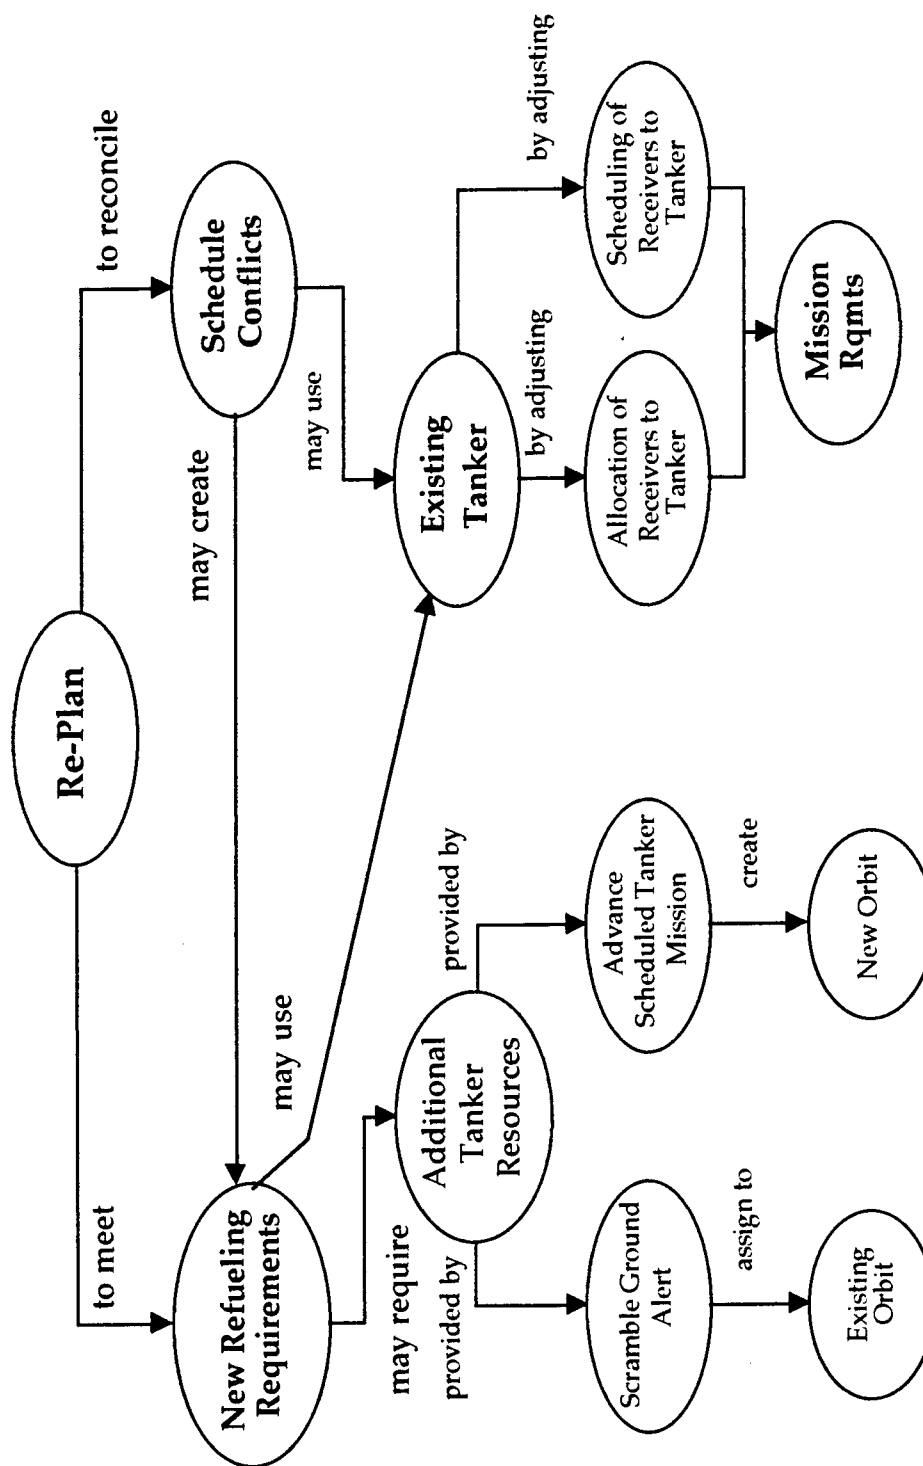 Re-Plan
to meet
to reconcile
New Refueling
Requirements
may create
Schedule
Conflicts
may use
may use
may require
Additional
Tanker
Resources
Existing
Tanker
provided by
provided by
by adjusting
by adjusting
Scramble Ground
Alert
Advance
Scheduled Tanker
Mission
Allocation of
Receivers to
Tanker
Scheduling of
Receivers to
Tanker
assign to
create
Existing
Orbit
New Orbit
Mission
Rqmts